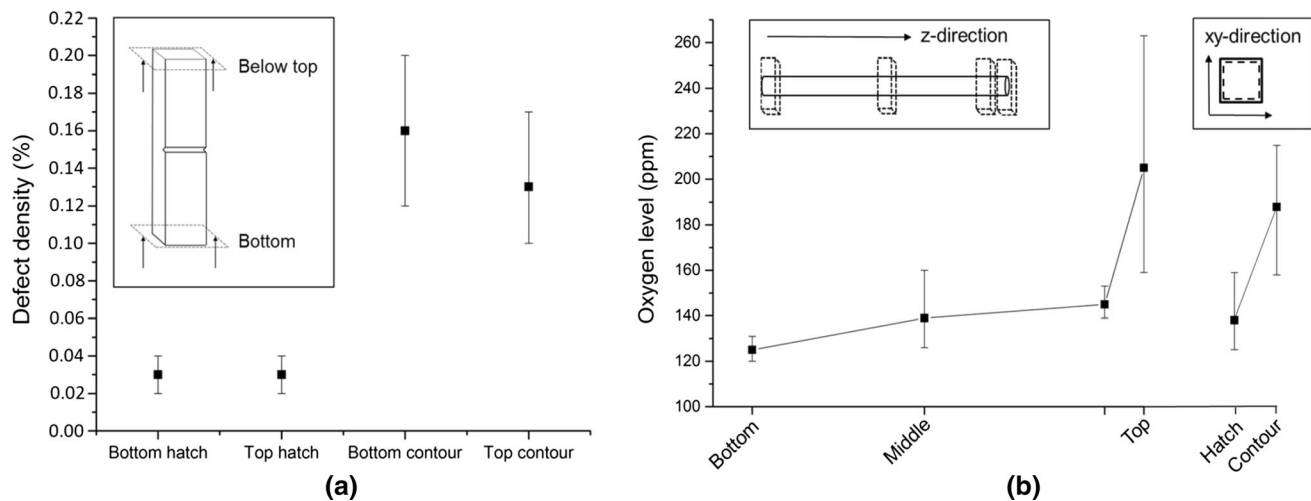 Defect density (%)
0.22
0.20
0.18
0.16
0.14
0.12
0.10
0.08
0.06
0.04
0.02
0.00
Below top
Bottom
Bottom hatch
Top hatch
Bottom contour
Top contour
(a)
Oxygen level (ppm)
260
240
220
200
180
160
140
120
100
z-direction
xy-direction
Bottom
Middle
Top
Hatch
Contour
(b)